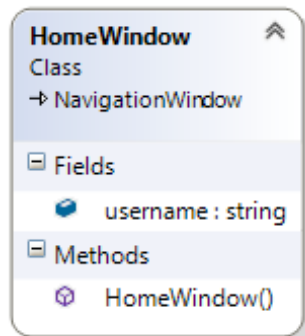 HomeWindow
Class
NavigationWindow
Fields
username : string
Methods
HomeWindow()